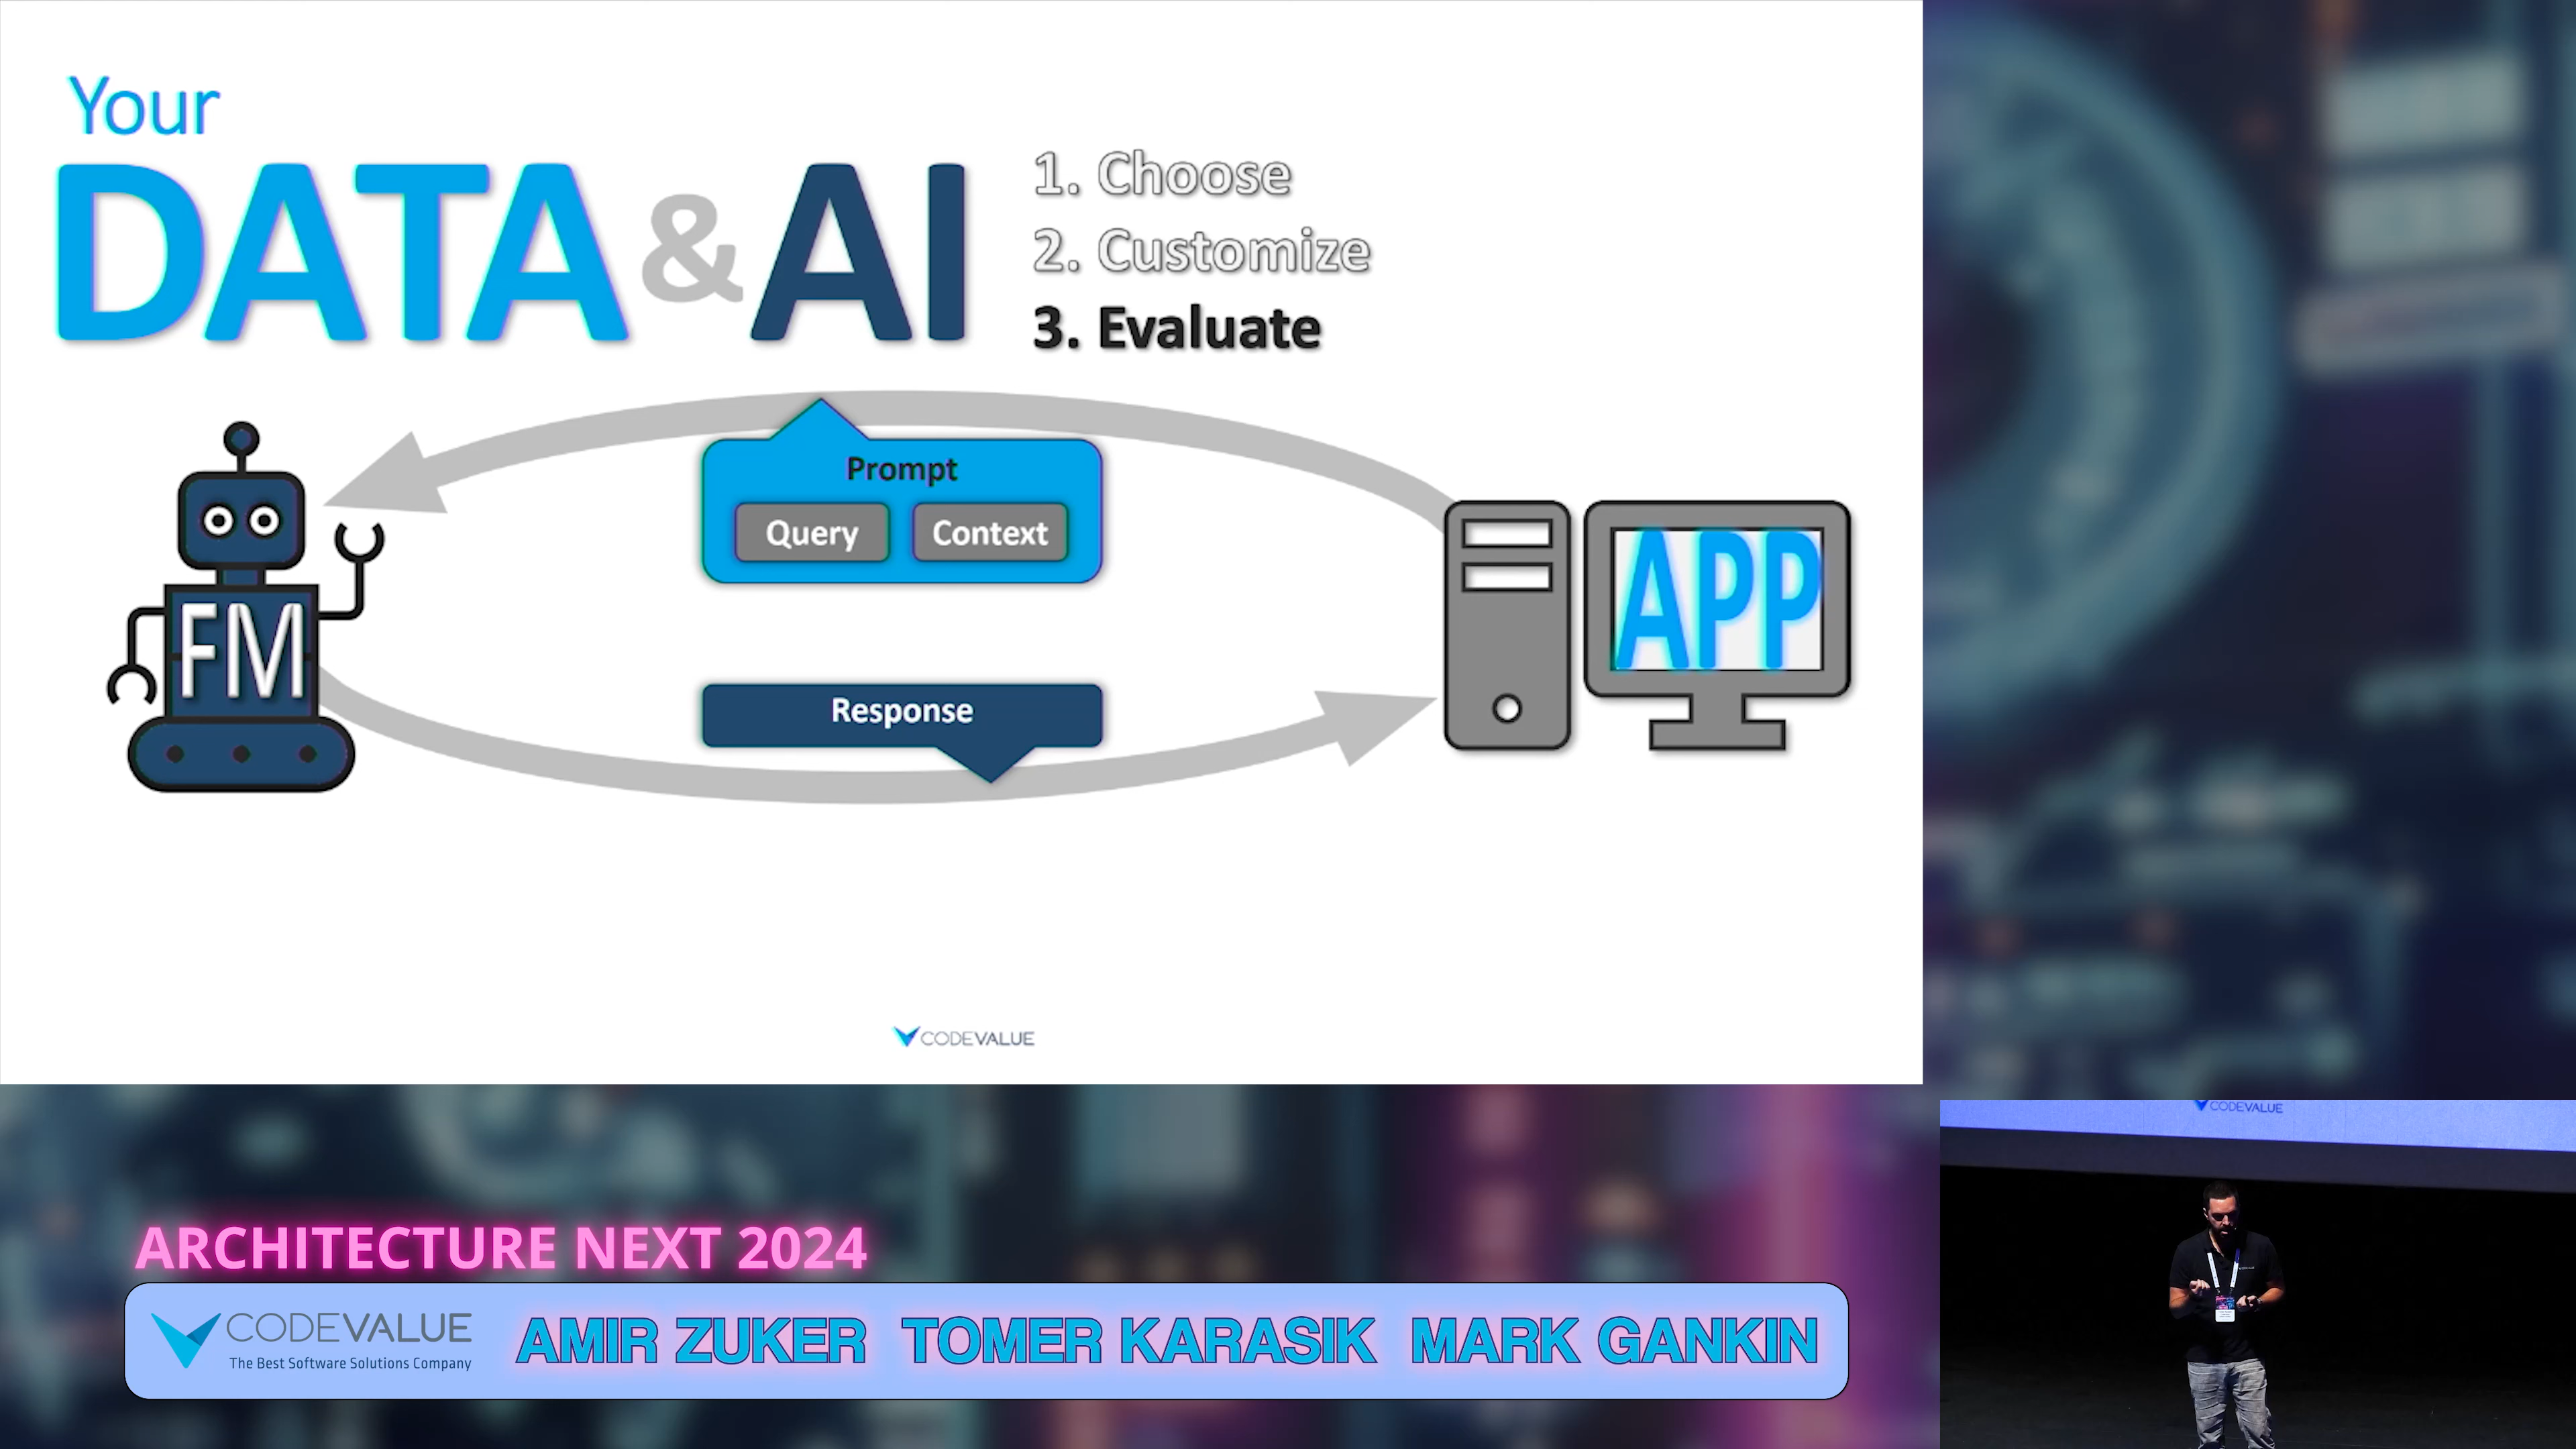 Your
DATA & AI
1. Choose
2. Customize
3. Evaluate
Prompt
Query Context
FM
APP
Response
CODEVALUE
CODEVALUE
ARCHITECTURE NEXT 2024
CODEVALUE
The Best Software Solutions Company
AMIR ZUKER TOMER KARASIK MARK GANKIN